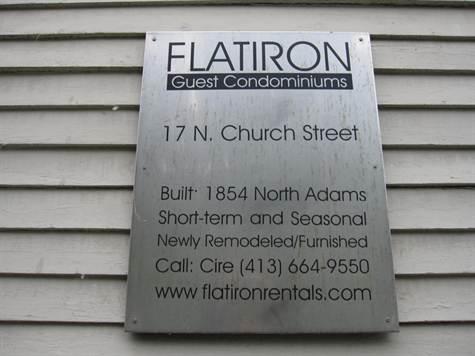 FLATIRON
Guest Condominiums
17 N. Church Street
Built: 1854 North Adams
Short-term and Seasonal
Newly Remodeled/Furnished
Call: Cire (413) 664-9550
www.flatironrentals.com